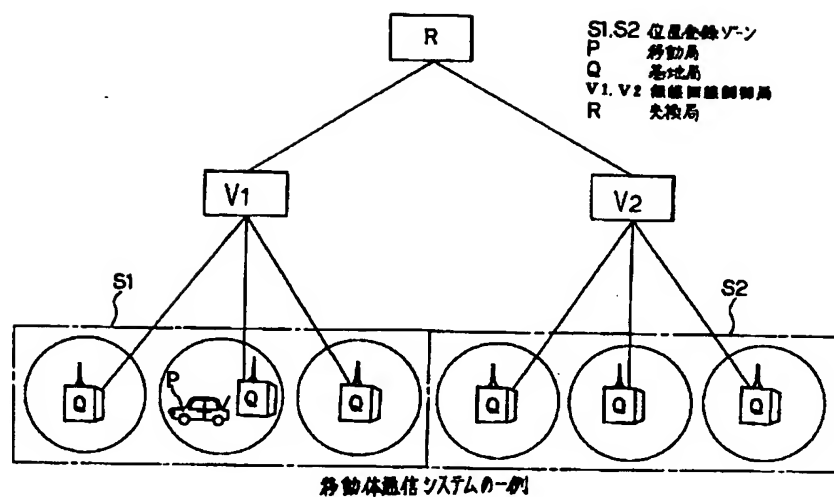 R
S1.S2 位置登録ゾーン
P 移動局
Q 基地局
V1.V2 無線回線制御局
R 交換局
V1
V2
S1
S2
P
Q
Q
Q
Q
Q
Q
移動体通信システムの一例